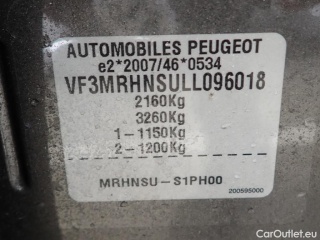 AUTOMOBILES PEUGEOT
e2*2007/46*0534
VF3MRHNSULL096018
2160Kg
3260Kg
1-1150Kg
2-1200Kg
MRHNSU-S1PH00
200595000
CarOutlet.eu